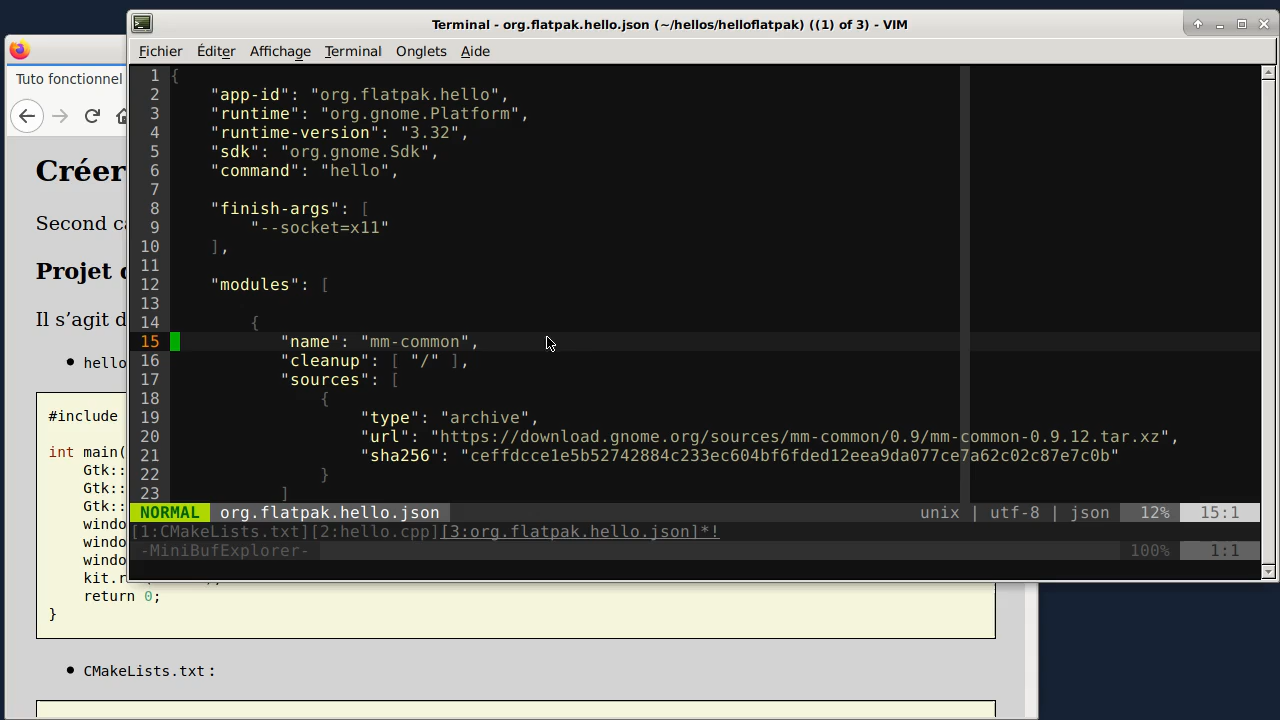 Terminal - org.flatpak.hello.json (~/hellos/helloflatpak) ((1) of 3) - VIM
Fichier Éditer Affichage Terminal Onglets Aide
1 {
2 "app-id": "org.flatpak.hello",
3 "runtime": "org.gnome.Platform",
4 "runtime-version": "3.32",
5 "sdk": "org.gnome.Sdk",
6 "command": "hello",
7
8 "finish-args": [
9 "--socket=x11"
10 ],
11
12 "modules": [
13
14 {
15 "name": "mm-common",
16 "cleanup": [ "/" ],
17 "sources": [
18 {
19 "type": "archive",
20 "url": "https://download.gnome.org/sources/mm-common/0.9/mm-common-0.9.12.tar.xz",
21 "sha256": "ceffdcce1e5b52742884c233ec604bf6fded12eea9da077ce7a62c02c87e7c0b"
22 }
23 ]
NORMAL org.flatpak.hello.json unix | utf-8 | json 12% 15:1
[1:CMakeLists.txt][2:hello.cpp][3:org.flatpak.hello.json]*!
-MiniBufExplorer- 100% 1:1
Tuto fonctionnel
Créer
Second
Projet
Il s’agit
• hello
#include
int main(
Gtk::
Gtk::
Gtk::
windo
windo
windo
kit.r
return 0;
}
• CMakeLists.txt :